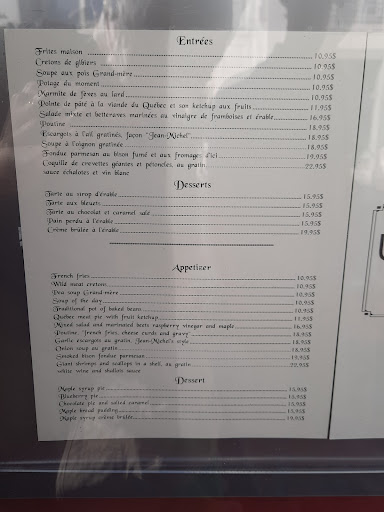 Entrées
Frites maison 10,95$
Cretons de gibiers 10,95$
Soupe aux pois Grand-mère 10,95$
Potage du moment 10,95$
Marmite de fèves au lard 10,95$
Pointe de pâté à la viande du Québec et son ketchup aux fruits 11,95$
Salade mixte et betteraves marinées au vinaigre de framboises et érable 16,95$
Poutine 18,95$
Escargots à l'ail gratinés, façon "Jean-Michel" 18,95$
Soupe à l'oignon gratinée 18,95$
Fondue parmesan au bison fumé et aux fromages d'ici 19,95$
Coquille de crevettes géantes et pétoncles, au gratin 22,95$
sauce échalotes et vin blanc
Desserts
Tarte au sirop d'érable 15,95$
Tarte aux bleuets 15,95$
Tarte au chocolat et caramel salé 15,95$
Pain perdu à l'érable 15,95$
Crème brûlée à l'érable 19,95$
Appetizer
French fries 10,95$
Wild meat cretons 10,95$
Pea soup Grand-mère 10,95$
Soup of the day 10,95$
Traditional pot of baked beans 10,95$
Quebec meat pie with fruit ketchup 11,95$
Mixed salad and marinated beets raspberry vinegar and maple 16,95$
Poutine, "French fries, cheese curds and gravy" 18,95$
Garlic escargots au gratin, "Jean-Michel's style 18,95$
Onion soup au gratin 18,95$
Smoked bison fondue parmesan 19,95$
Giant shrimps and scallops in a shell, au gratin 22,95$
white wine and shallots sauce
Dessert
Maple syrup pie 15,95$
Blueberry pie 15,95$
Chocolate pie and salted caramel 15,95$
Maple bread pudding 15,95$
Maple syrup crème brûlée 19,95$